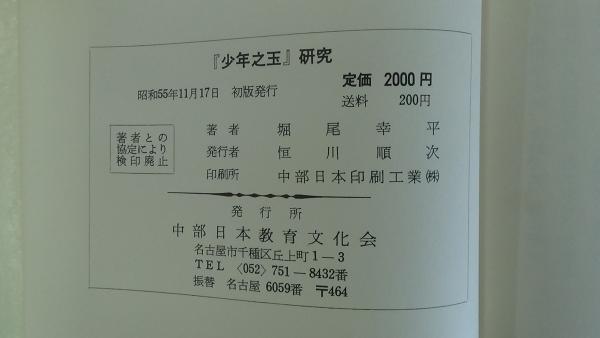 『少年之玉』研究
定価 2000円
昭和55年11月17日 初版発行
送料 200円
著者との
協定により
検印廃止
著者 堀尾幸平
発行者 恒川順次
印刷所 中部日本印刷工業㈱
発行所
中部日本教育文化会
名古屋市千種区丘上町1－3
TEL 〈052〉751－8432番
振替 名古屋 6059番 〒464